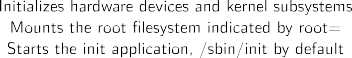 Initializes hardware devices and kernel subsystems
Mounts the root filesystem indicated by root=
Starts the init application, /sbin/init by default